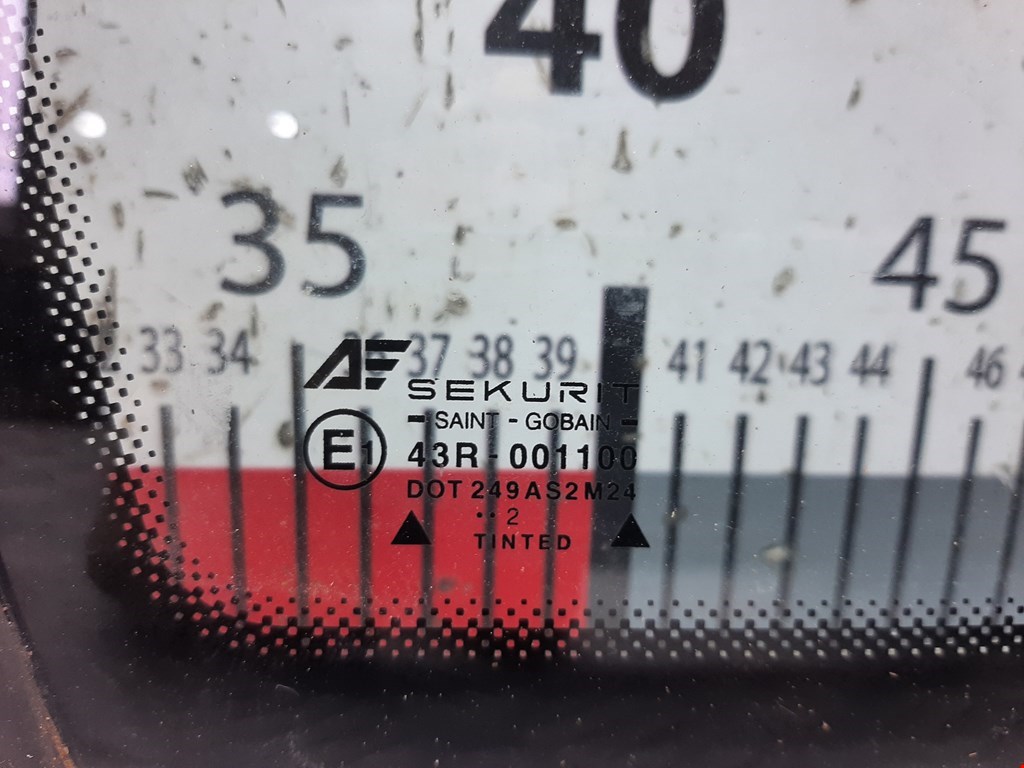 40
35 45
33 34 36 37 38 39 41 42 43 44 46
SEKURIT
SAINT - GOBAIN
E1 43R - 001100
DOT 249AS2M24
•• 2
TINTED